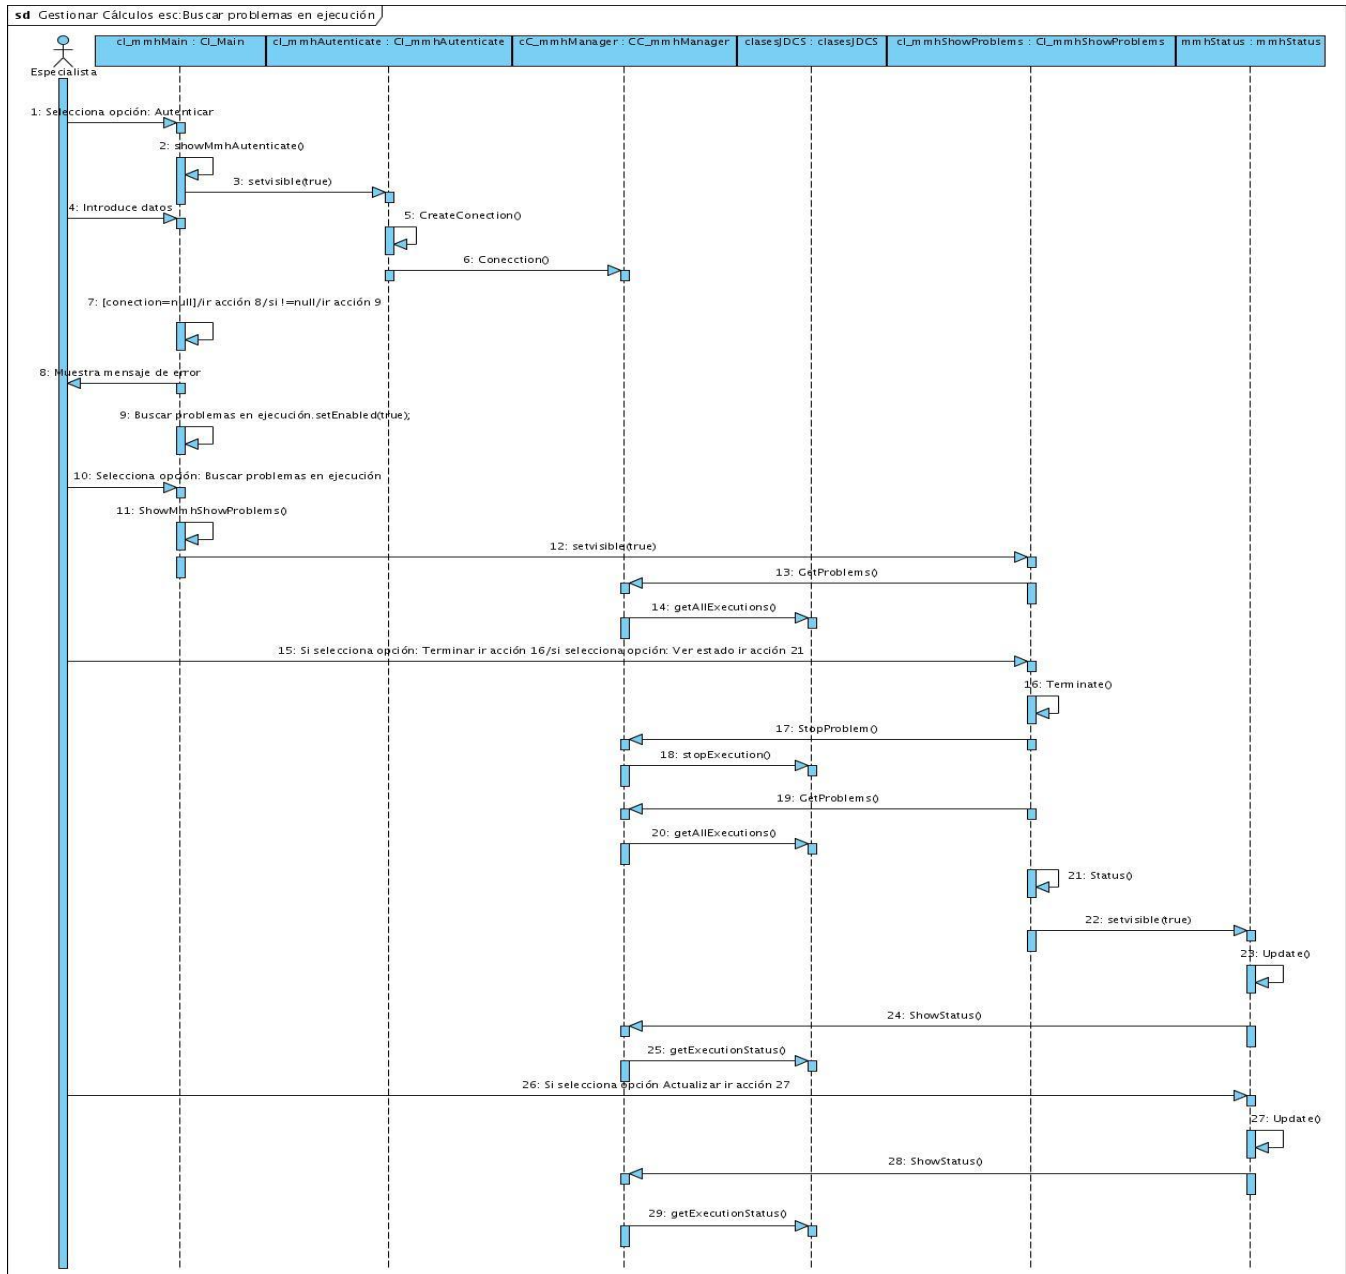 sd Gestionar Cálculos esc:Buscar problemas en ejecución
cI_mmhMain : CI_Main
cI_mmhAutenticate : CI_mmhAutenticate
cC_mmhManager : CC_mmhManager
clasesJDCS : clasesJDCS
cI_mmhShowProblems : CI_mmhShowProblems
mmhStatus : mmhStatus
Especialista
1: Selecciona opción: Autenticar
2: showMmhAutenticate()
3: setvisible(true)
4: Introduce datos
5: CreateConection()
6: Conecction()
7: [conection=null]/ir acción 8/si !=null/ir acción 9
8: Muestra mensaje de error
9: Buscar problemas en ejecución.setEnabled(true);
10: Selecciona opción: Buscar problemas en ejecución
11: ShowMmhShowProblems()
12: setvisible(true)
13: GetProblems()
14: getAllExecutions()
15: Si selecciona opción: Terminar ir acción 16/si selecciona opción: Ver estado ir acción 21
16: Terminate()
17: StopProblem()
18: stopExecution()
19: GetProblems()
20: getAllExecutions()
21: Status()
22: setvisible(true)
23: Update()
24: ShowStatus()
25: getExecutionStatus()
26: Si selecciona opción Actualizar ir acción 27
27: Update()
28: ShowStatus()
29: getExecutionStatus()